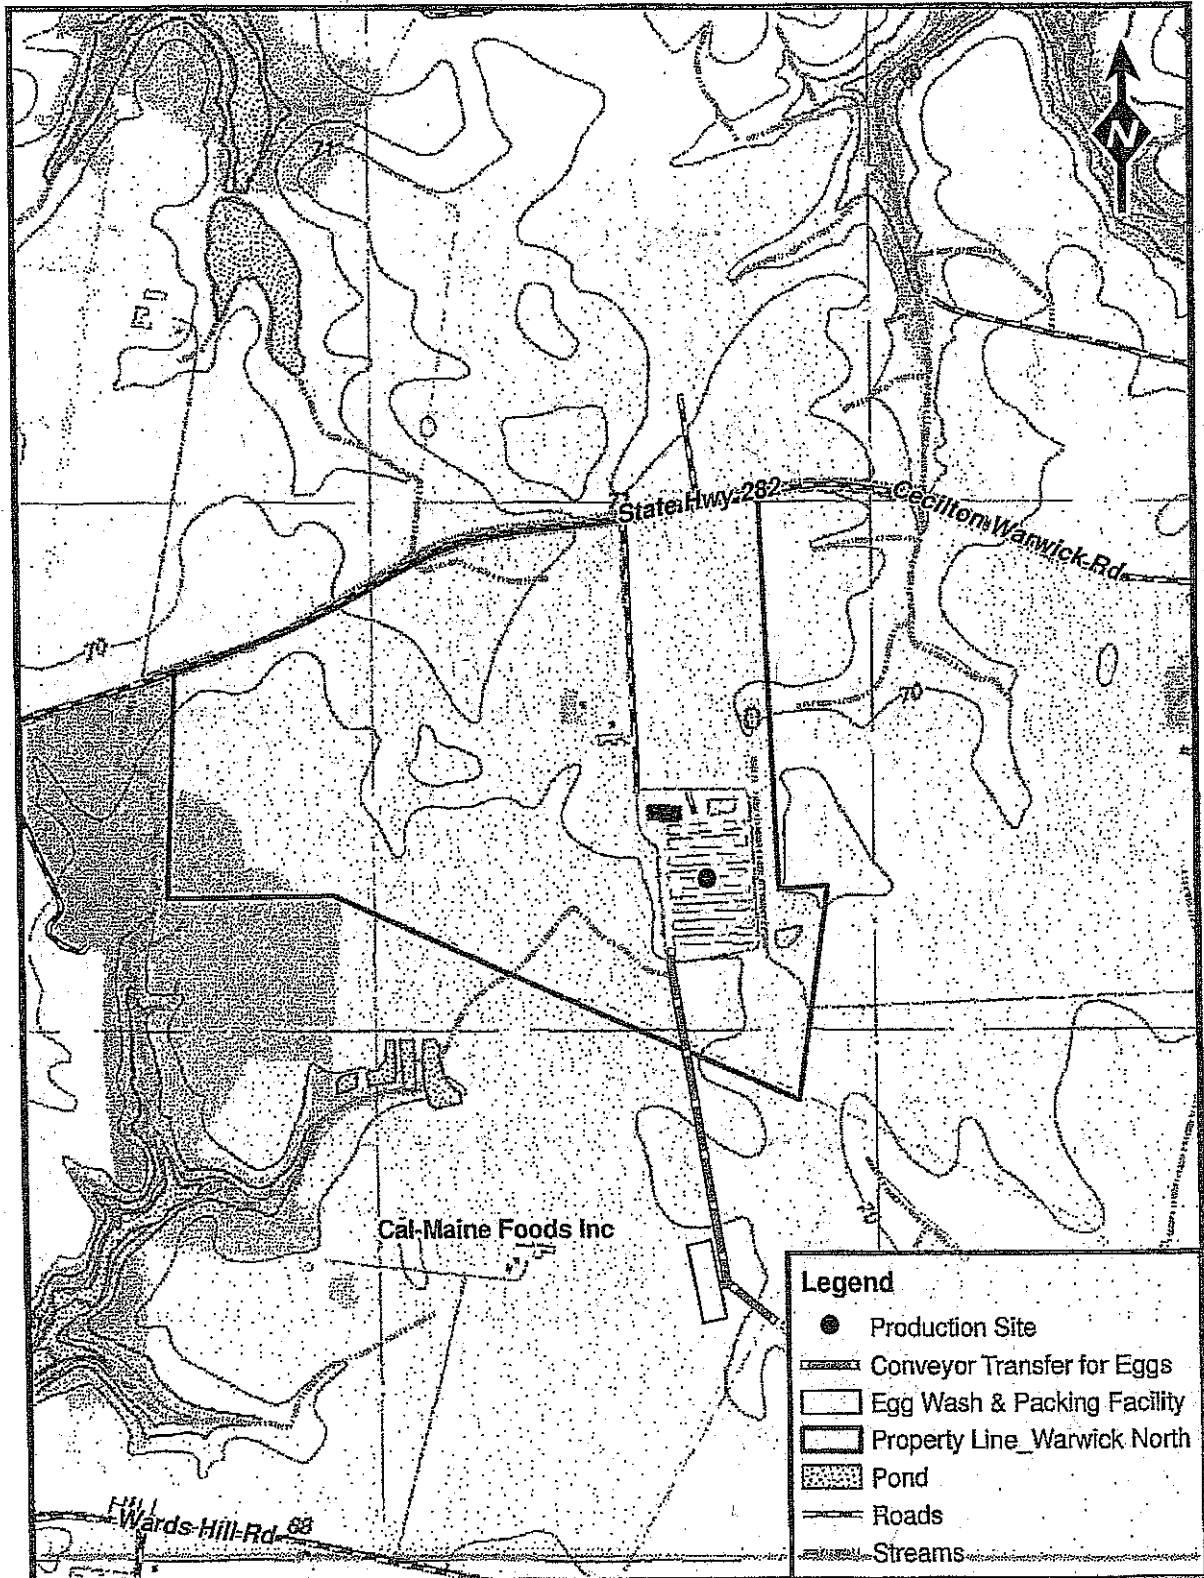 70
71
N
State Hwy 282
Cecilton Warwick Rd
70
70
70
Cal-Maine Foods Inc
Legend
Production Site
Conveyor Transfer for Eggs
Egg Wash & Packing Facility
Property Line_Warwick North
Pond
Roads
Streams
Wards Hill Rd
68